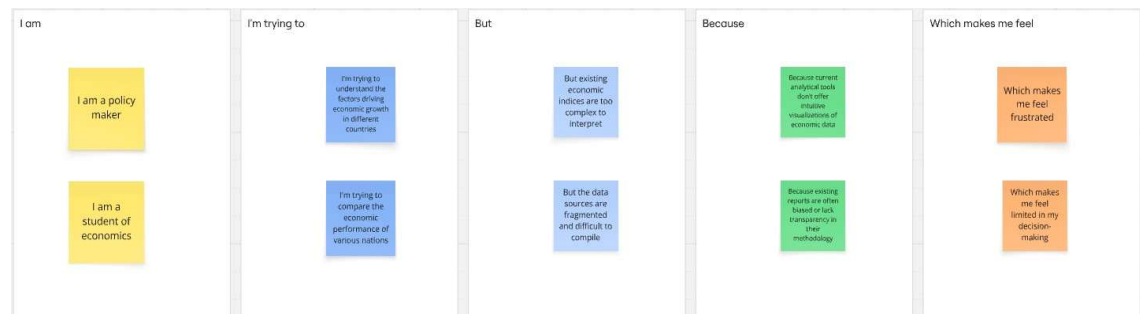 I am
I'm trying to
But
Because
Which makes me feel
I am a policy
maker
I'm trying to
understand the
factors driving
economic growth
in different
countries
But existing
economic
indices are too
complex to
interpret
Because current
analytical tools
don't offer
intuitive
visualizations of
economic data
Which makes
me feel
frustrated
I am a
student of
economics
I'm trying to
compare the
economic
performance of
various nations
But the data
sources are
fragmented
and difficult to
compile
Because existing
reports are often
biased or lack
transparency in
their
methodology
Which makes
me feel
limited in my
decision-
making